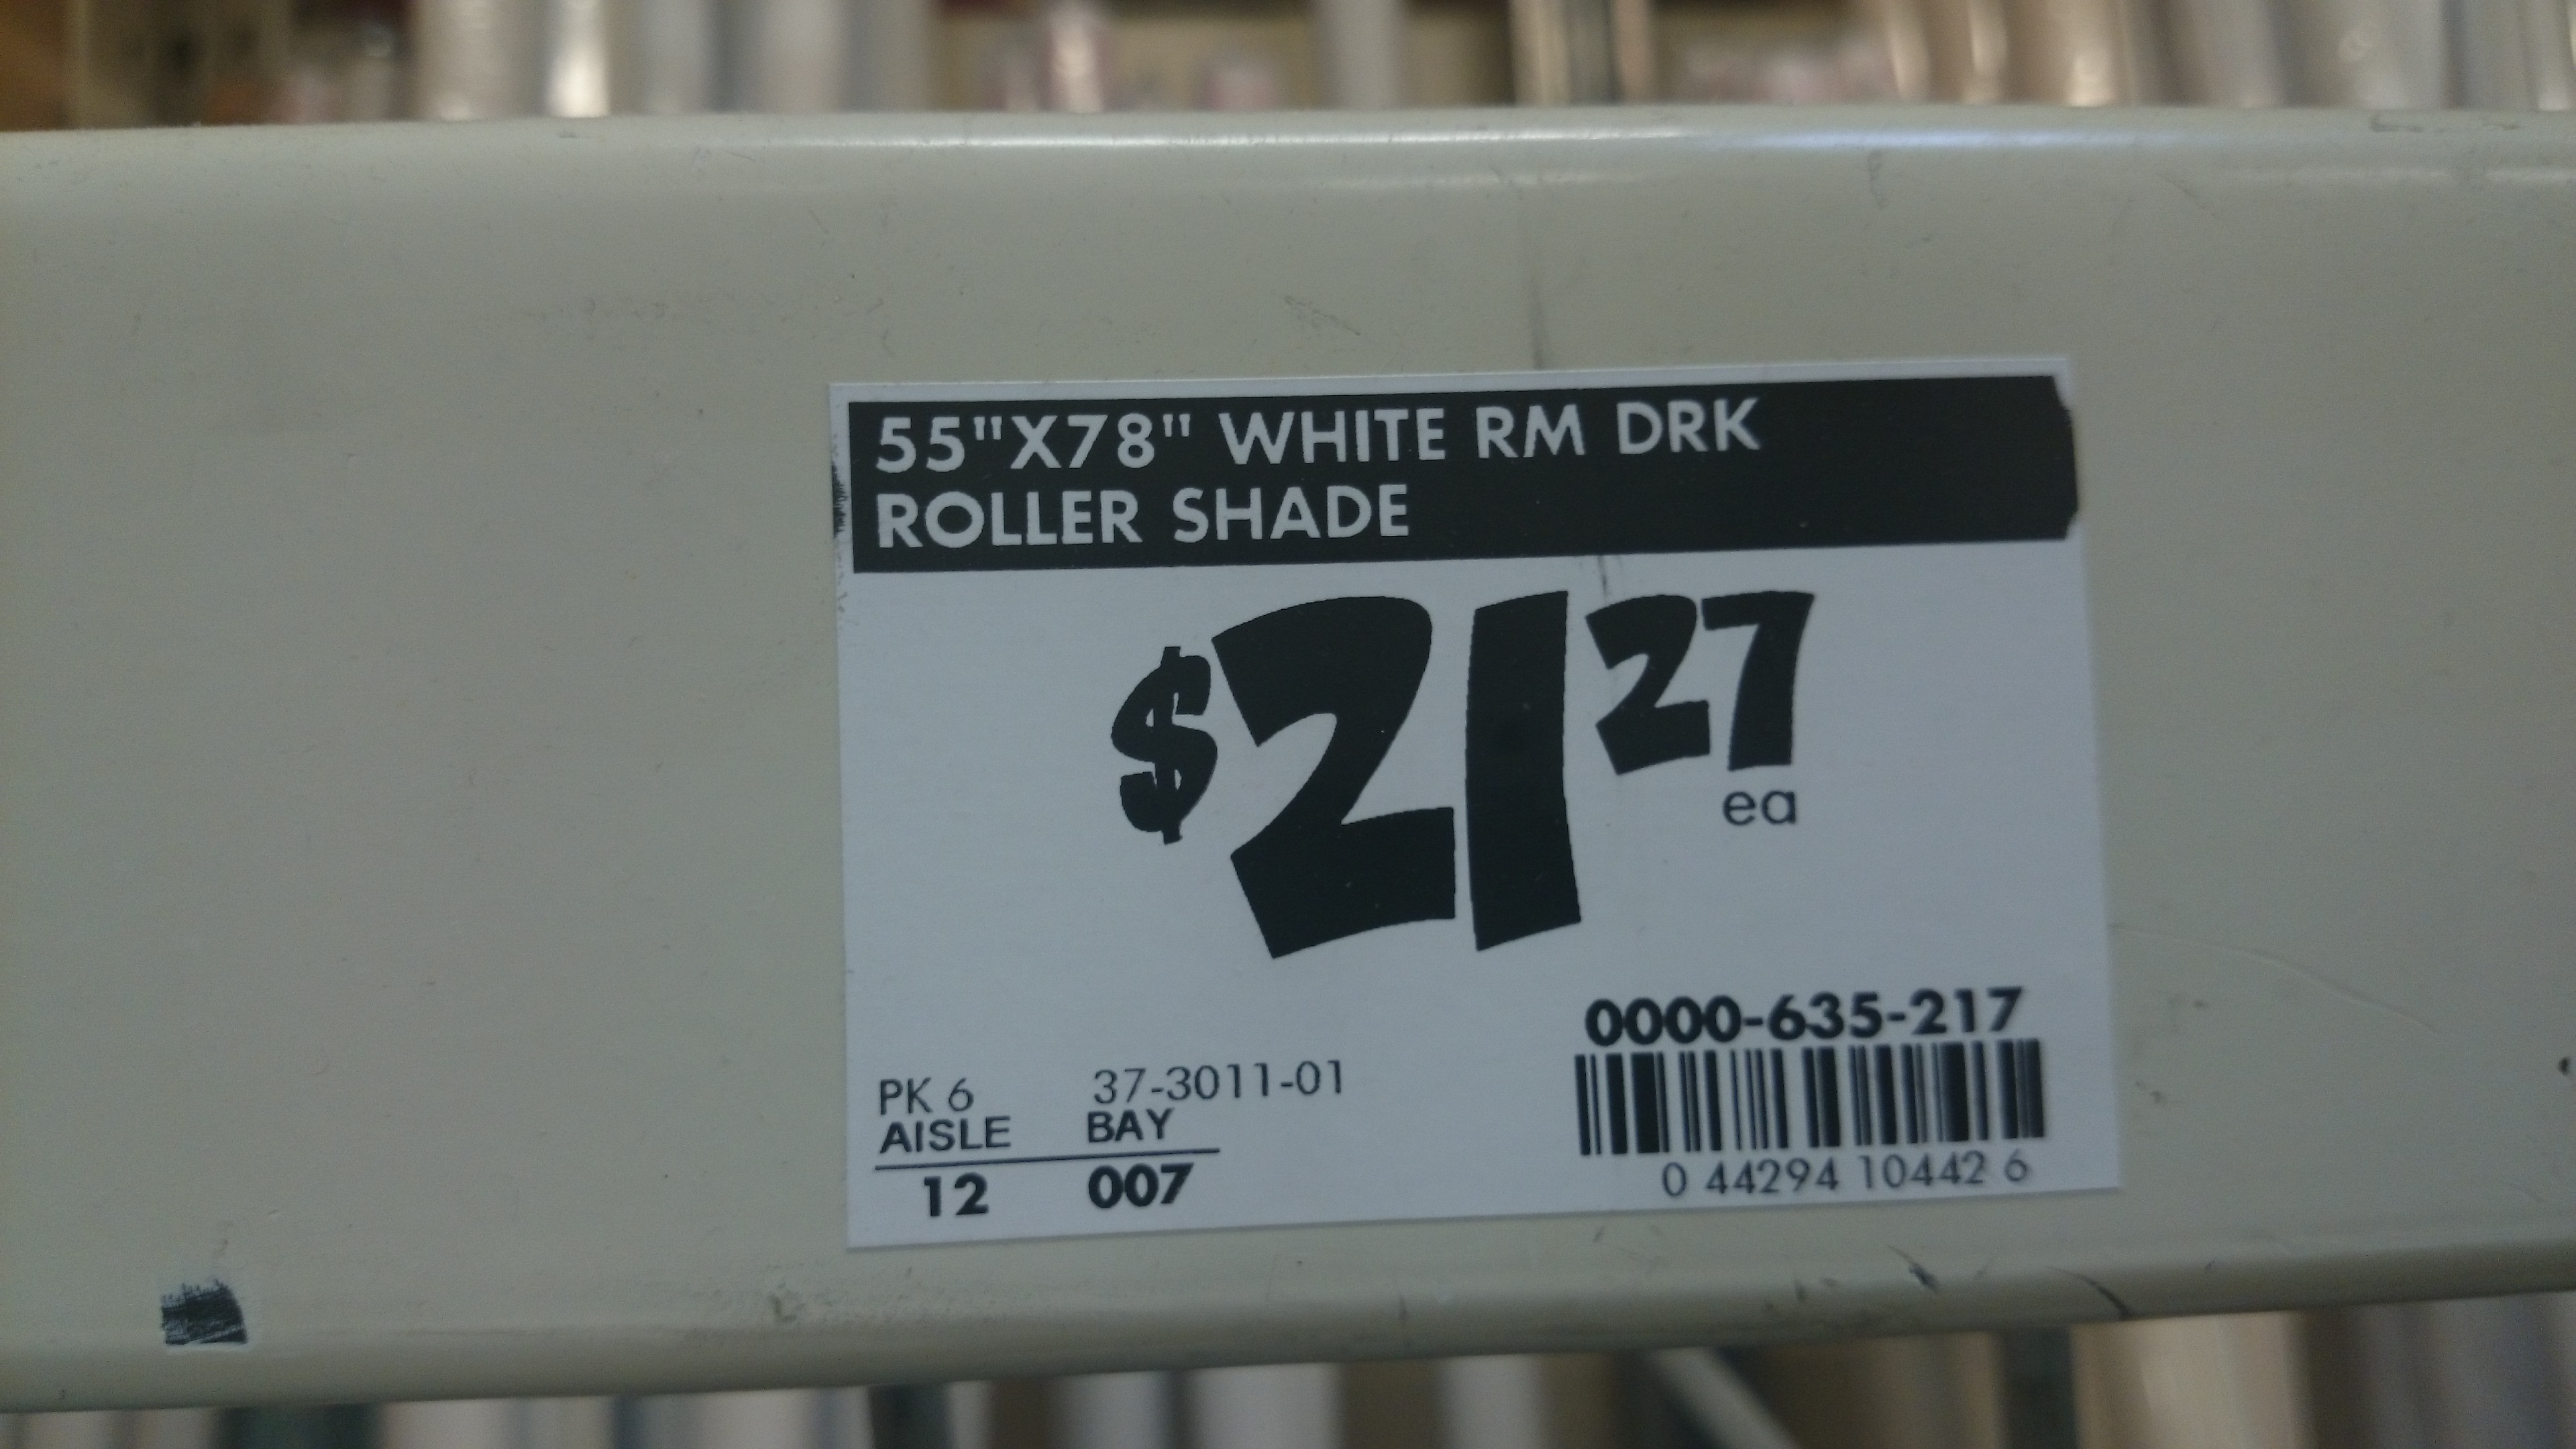 55"X78" WHITE RM DRK
ROLLER SHADE
$21 27
ea
0000-635-217
PK 6 37-3011-01
AISLE BAY
12 007
0 44294 10442 6